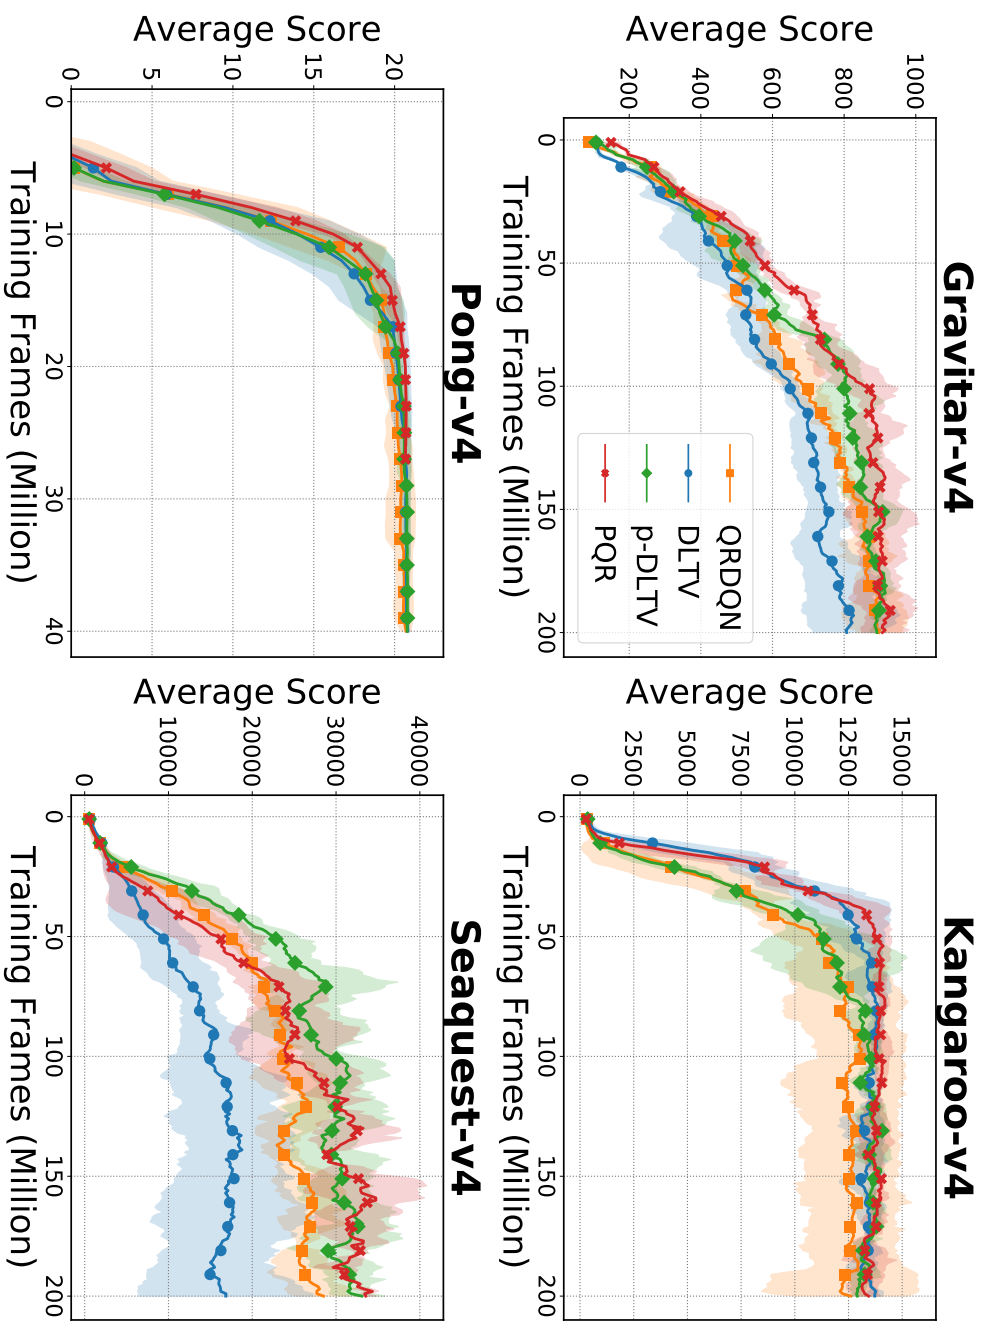 Gravitar-v4
Average Score
1000
800
600
400
200
0 50 100 150 200
Training Frames (Million)
QRDQN
DLTV
p-DLTV
PQR
Kangaroo-v4
Average Score
15000
12500
10000
7500
5000
2500
0
0 50 100 150 200
Training Frames (Million)
Pong-v4
Average Score
20
15
10
5
0
0 10 20 30 40
Training Frames (Million)
Seaquest-v4
Average Score
40000
30000
20000
10000
0
0 50 100 150 200
Training Frames (Million)